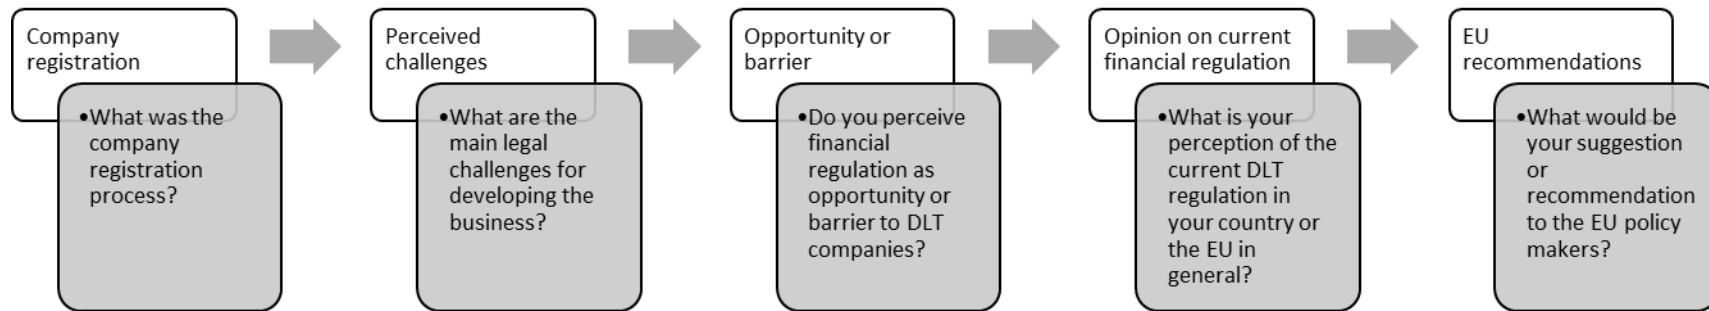 Company
registration
•What was the
company
registration
process?
Perceived
challenges
•What are the
main legal
challenges for
developing the
business?
Opportunity or
barrier
•Do you perceive
financial
regulation as
opportunity or
barrier to DLT
companies?
Opinion on current
financial regulation
•What is your
perception of the
current DLT
regulation in
your country or
the EU in
general?
EU
recommendations
•What would be
your suggestion
or
recommendation
to the EU policy
makers?